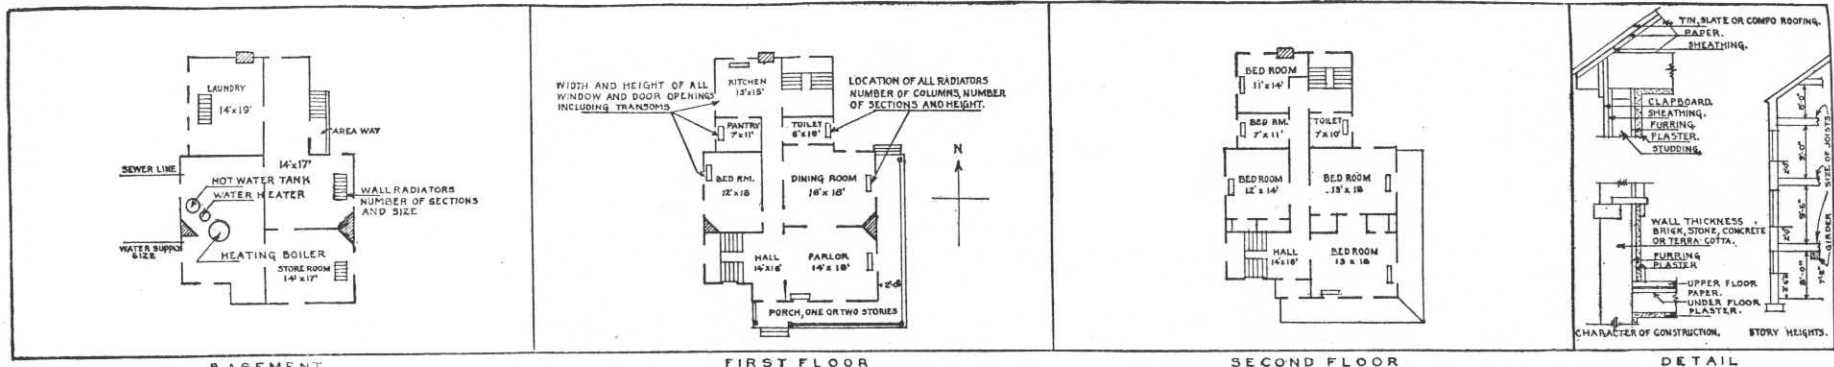 LAUNDRY
14'x19'
AREA WAY
SEWER LINE
14'x17'
HOT WATER TANK
WATER HEATER
WALL RADIATORS
NUMBER OF SECTIONS
AND SIZE
WATER SUPPLY
SIZE
HEATING BOILER
STORE ROOM
14'x17'
BASEMENT
WIDTH AND HEIGHT OF ALL
WINDOW AND DOOR OPENINGS
INCLUDING TRANSOMS
KITCHEN
13'x15'
LOCATION OF ALL RADIATORS
NUMBER OF COLUMNS, NUMBER
OF SECTIONS AND HEIGHT.
PANTRY
7'x11'
TOILET
N
BED RM.
12'x18
DINING ROOM
16'x18'
HALL
14'x16'
PARLOR
14'x18'
PORCH, ONE OR TWO STORIES
FIRST FLOOR
BED ROOM
11'x14'
BED RM.
7'x11'
TOILET
7'x10'
BED ROOM
12'x14'
BED ROOM
13'x18
HALL
14'x16'
BED ROOM
13 x 18
SECOND FLOOR
TIN, SLATE OR COMPO ROOFING.
PAPER.
SHEATHING.
CLAPBOARD
SHEATHING.
FURRING
PLASTER.
STUDDING.
SIZE OF JOISTS
GIRDER
WALL THICKNESS
BRICK, STONE, CONCRETE
OR TERRA-COTTA.
FURRING
PLASTER
UPPER FLOOR
PAPER.
UNDER FLOOR
PLASTER.
CHARACTER OF CONSTRUCTION.
STORY HEIGHTS.
DETAIL